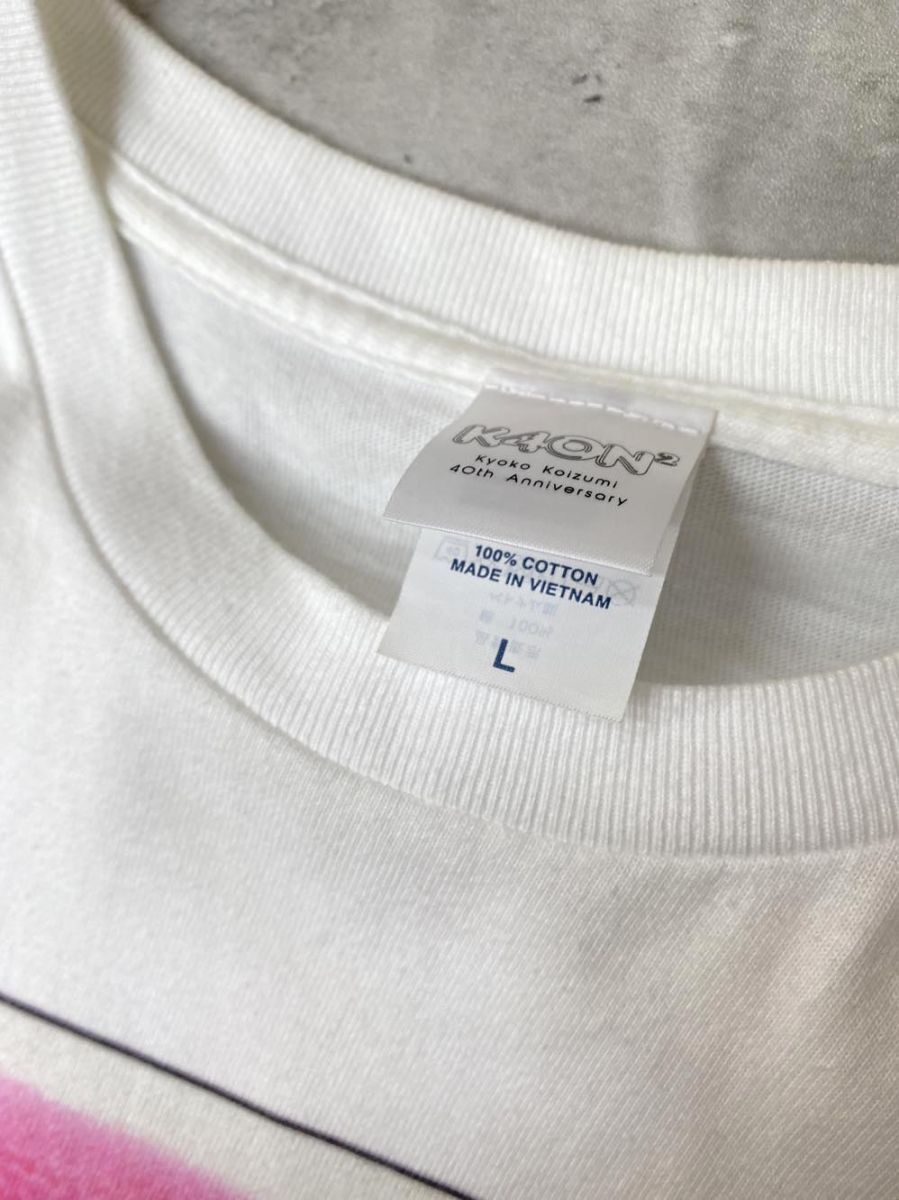 K4ON²
Kyoko Koizumi
40th Anniversary
100% COTTON
MADE IN VIETNAM
L